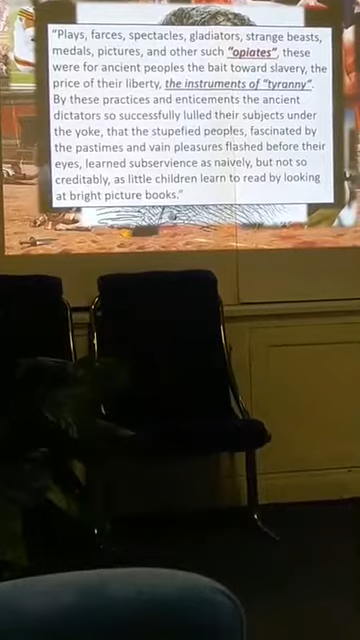 "Plays, farces, spectacles, gladiators, strange beasts,
medals, pictures, and other such "opiates", these
were for ancient peoples the bait toward slavery, the
price of their liberty, the instruments of "tyranny".
By these practices and enticements the ancient
dictators so successfully lulled their subjects under
the yoke, that the stupefied peoples, fascinated by
the pastimes and vain pleasures flashed before their
eyes, learned subservience as naively, but not so
creditably, as little children learn to read by looking
at bright picture books."